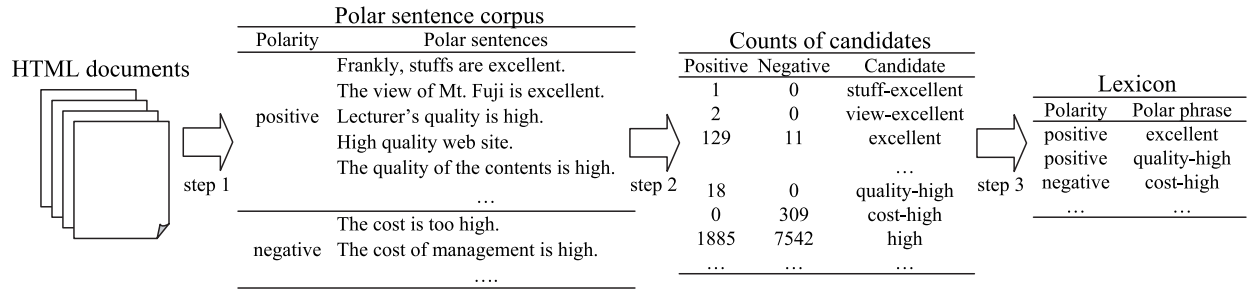 HTML documents
step 1
Polar sentence corpus
Polarity Polar sentences
positive
Frankly, stuffs are excellent.
The view of Mt. Fuji is excellent.
Lecturer's quality is high.
High quality web site.
The quality of the contents is high.
…
negative
The cost is too high.
The cost of management is high.
….
step 2
Counts of candidates
Positive Negative Candidate
1 0 stuff-excellent
2 0 view-excellent
129 11 excellent
…
18 0 quality-high
0 309 cost-high
1885 7542 high
… … …
step 3
Lexicon
Polarity Polar phrase
positive excellent
positive quality-high
negative cost-high
… …